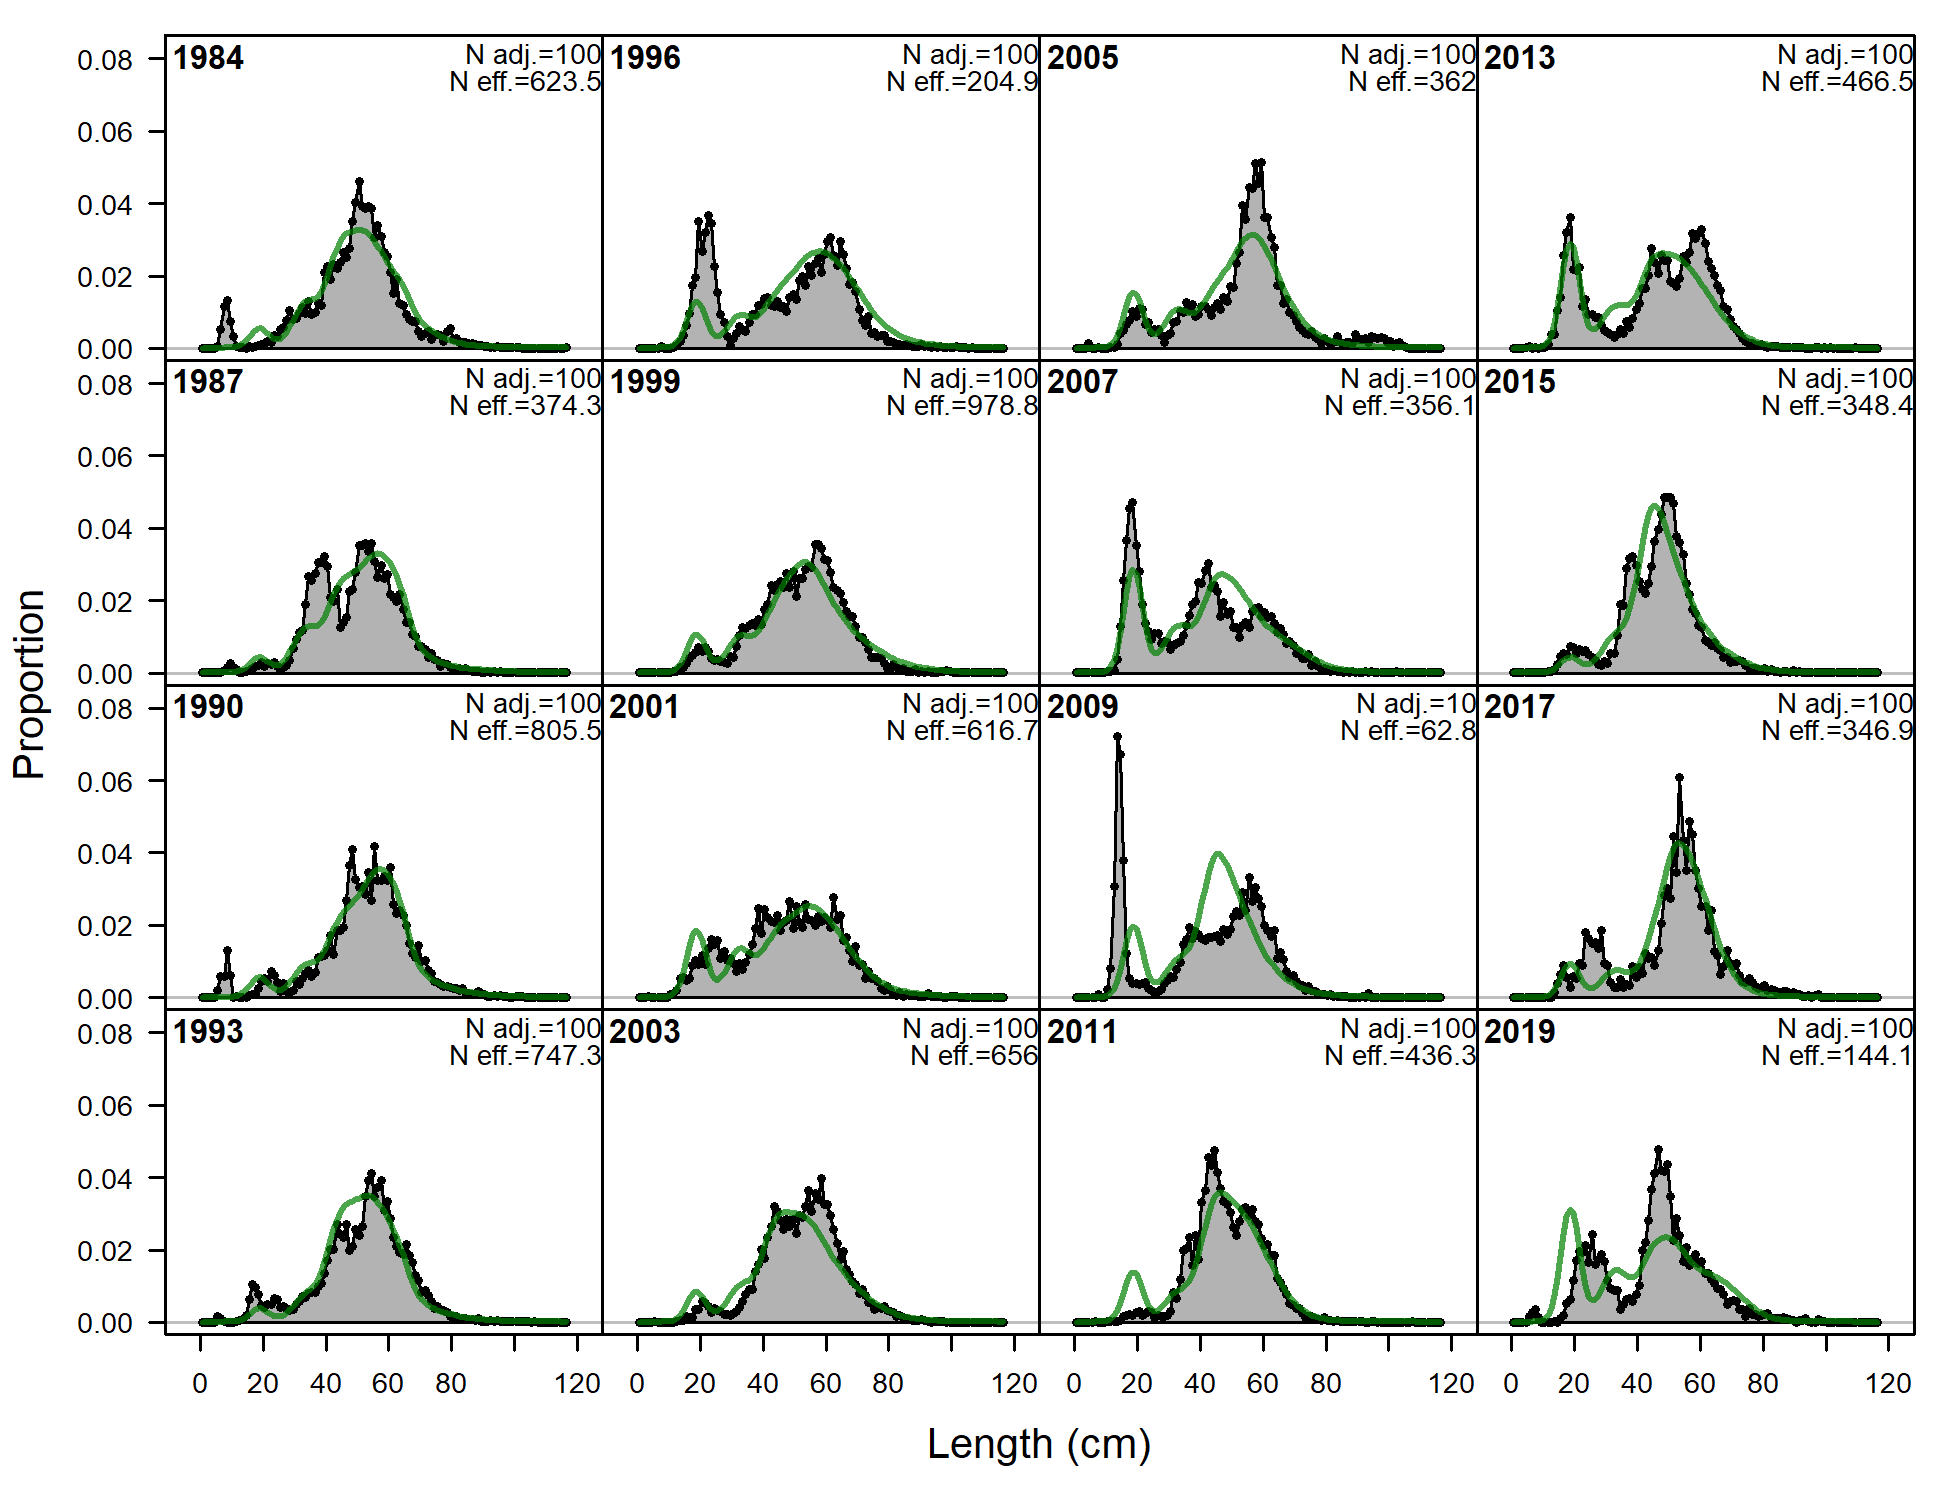 Proportion
0.08
0.06
0.04
0.02
0.00
1984
N adj.=100
N eff.=623.5
1996
N adj.=100
N eff.=204.9
2005
N adj.=100
N eff.=362
2013
N adj.=100
N eff.=466.5
0.08
0.06
0.04
0.02
0.00
1987
N adj.=100
N eff.=374.3
1999
N adj.=100
N eff.=978.8
2007
N adj.=100
N eff.=356.1
2015
N adj.=100
N eff.=348.4
0.08
0.06
0.04
0.02
0.00
1990
N adj.=100
N eff.=805.5
2001
N adj.=100
N eff.=616.7
2009
N adj.=10
N eff.=62.8
2017
N adj.=100
N eff.=346.9
0.08
0.06
0.04
0.02
0.00
1993
N adj.=100
N eff.=747.3
2003
N adj.=100
N eff.=656
2011
N adj.=100
N eff.=436.3
2019
N adj.=100
N eff.=144.1
0 20 40 60 80 120
0 20 40 60 80 120
0 20 40 60 80 120
0 20 40 60 80 120
Length (cm)